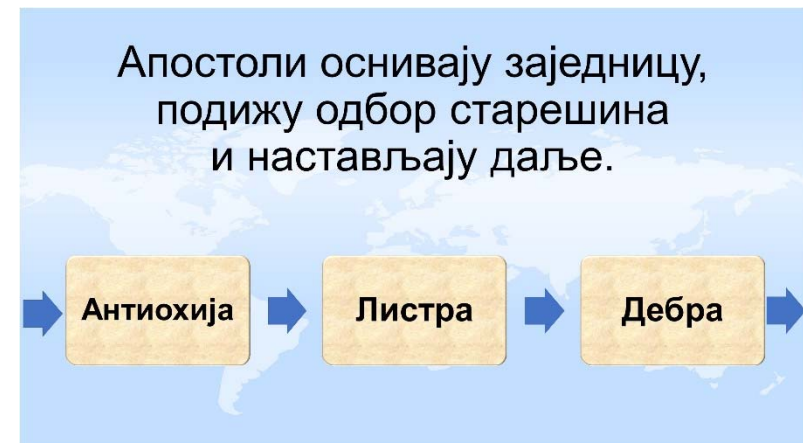 Апостоли оснивају заједницу,
подижу одбор старешина
и настављају даље.
Антиохија
Листра
Дебра